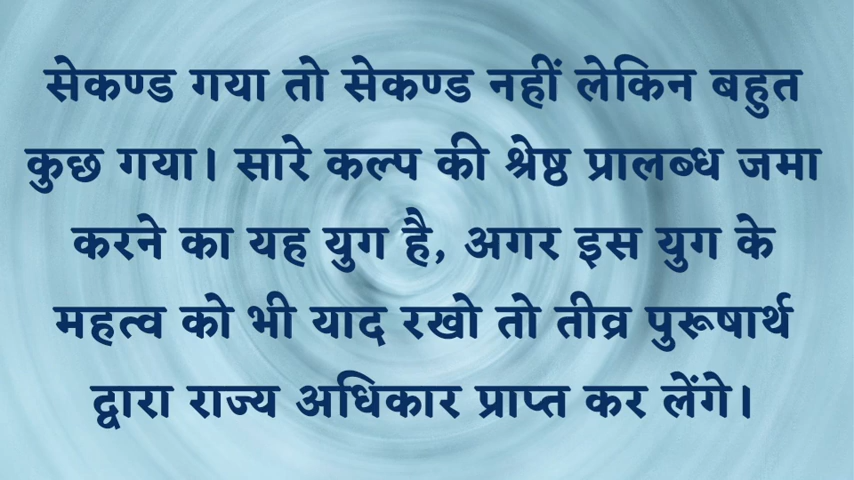 सेकण्ड गया तो सेकण्ड नहीं लेकिन बहुत
कुछ गया। सारे कल्प की श्रेष्ठ प्रालब्ध जमा
करने का यह युग है, अगर इस युग के
महत्व को भी याद रखो तो तीव्र पुरूषार्थ
द्वारा राज्य अधिकार प्राप्त कर लेंगे।